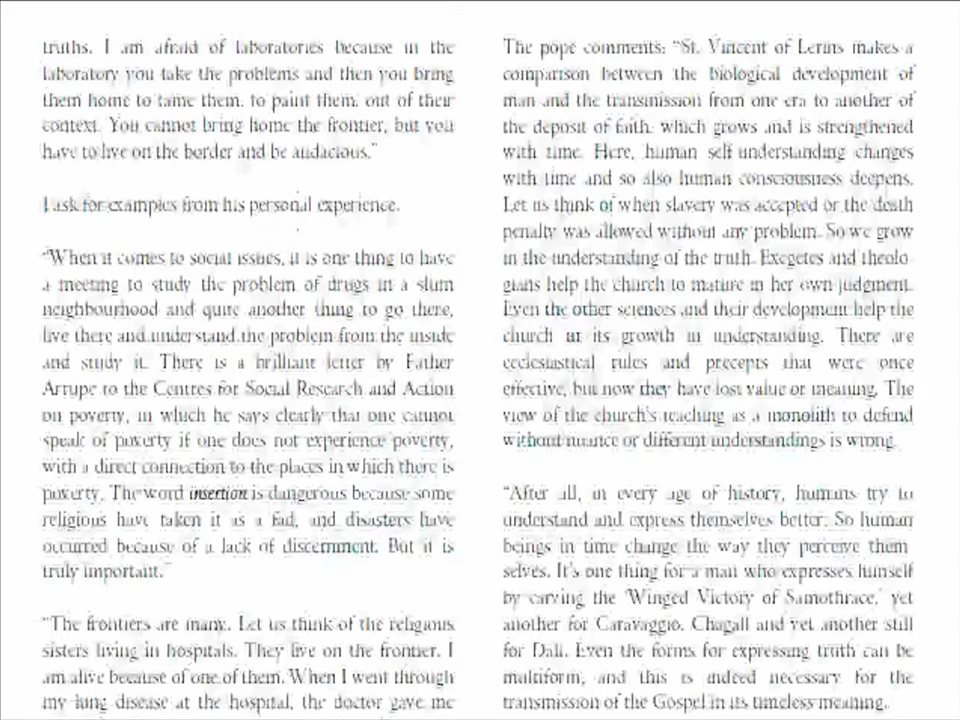 truths. I am afraid of laboratories because in the
laboratory you take the problems and then you bring
them home to tame them, to paint them, out of their
context. You cannot bring home the frontier, but you
have to live on the border and be audacious.”
I ask for examples from his personal experience.
“When it comes to social issues, it is one thing to have
a meeting to study the problem of drugs in a slum
neighbourhood and quite another thing to go there,
live there and understand the problem from the inside
and study it. There is a brilliant letter by Father
Arrupe to the Centres for Social Research and Action
on poverty, in which he says clearly that one cannot
speak of poverty if one does not experience poverty,
with a direct connection to the places in which there is
poverty. The word insertion is dangerous because some
religious have taken it as a fad, and disasters have
occurred because of a lack of discernment. But it is
truly important.”
“The frontiers are many. Let us think of the religious
sisters living in hospitals. They live on the frontier. I
am alive because of one of them. When I went through
my lung disease at the hospital, the doctor gave me
The pope comments: “St. Vincent of Lerins makes a
comparison between the biological development of
man and the transmission from one era to another of
the deposit of faith, which grows and is strengthened
with time. Here, human self understanding changes
with time and so also human consciousness deepens.
Let us think of when slavery was accepted or the death
penalty was allowed without any problem. So we grow
in the understanding of the truth. Exegetes and theolo-
gians help the church to mature in her own judgment.
Even the other sciences and their development help the
church in its growth in understanding. There are
ecclesiastical rules and precepts that were once
effective, but now they have lost value or meaning. The
view of the church’s teaching as a monolith to defend
without nuance or different understandings is wrong.
“After all, in every age of history, humans try to
understand and express themselves better. So human
beings in time change the way they perceive them-
selves. It’s one thing for a man who expresses himself
by carving the ‘Winged Victory of Samothrace,’ yet
another for Caravaggio, Chagall and yet another still
for Dalí. Even the forms for expressing truth can be
multiform, and this is indeed necessary for the
transmission of the Gospel in its timeless meaning.